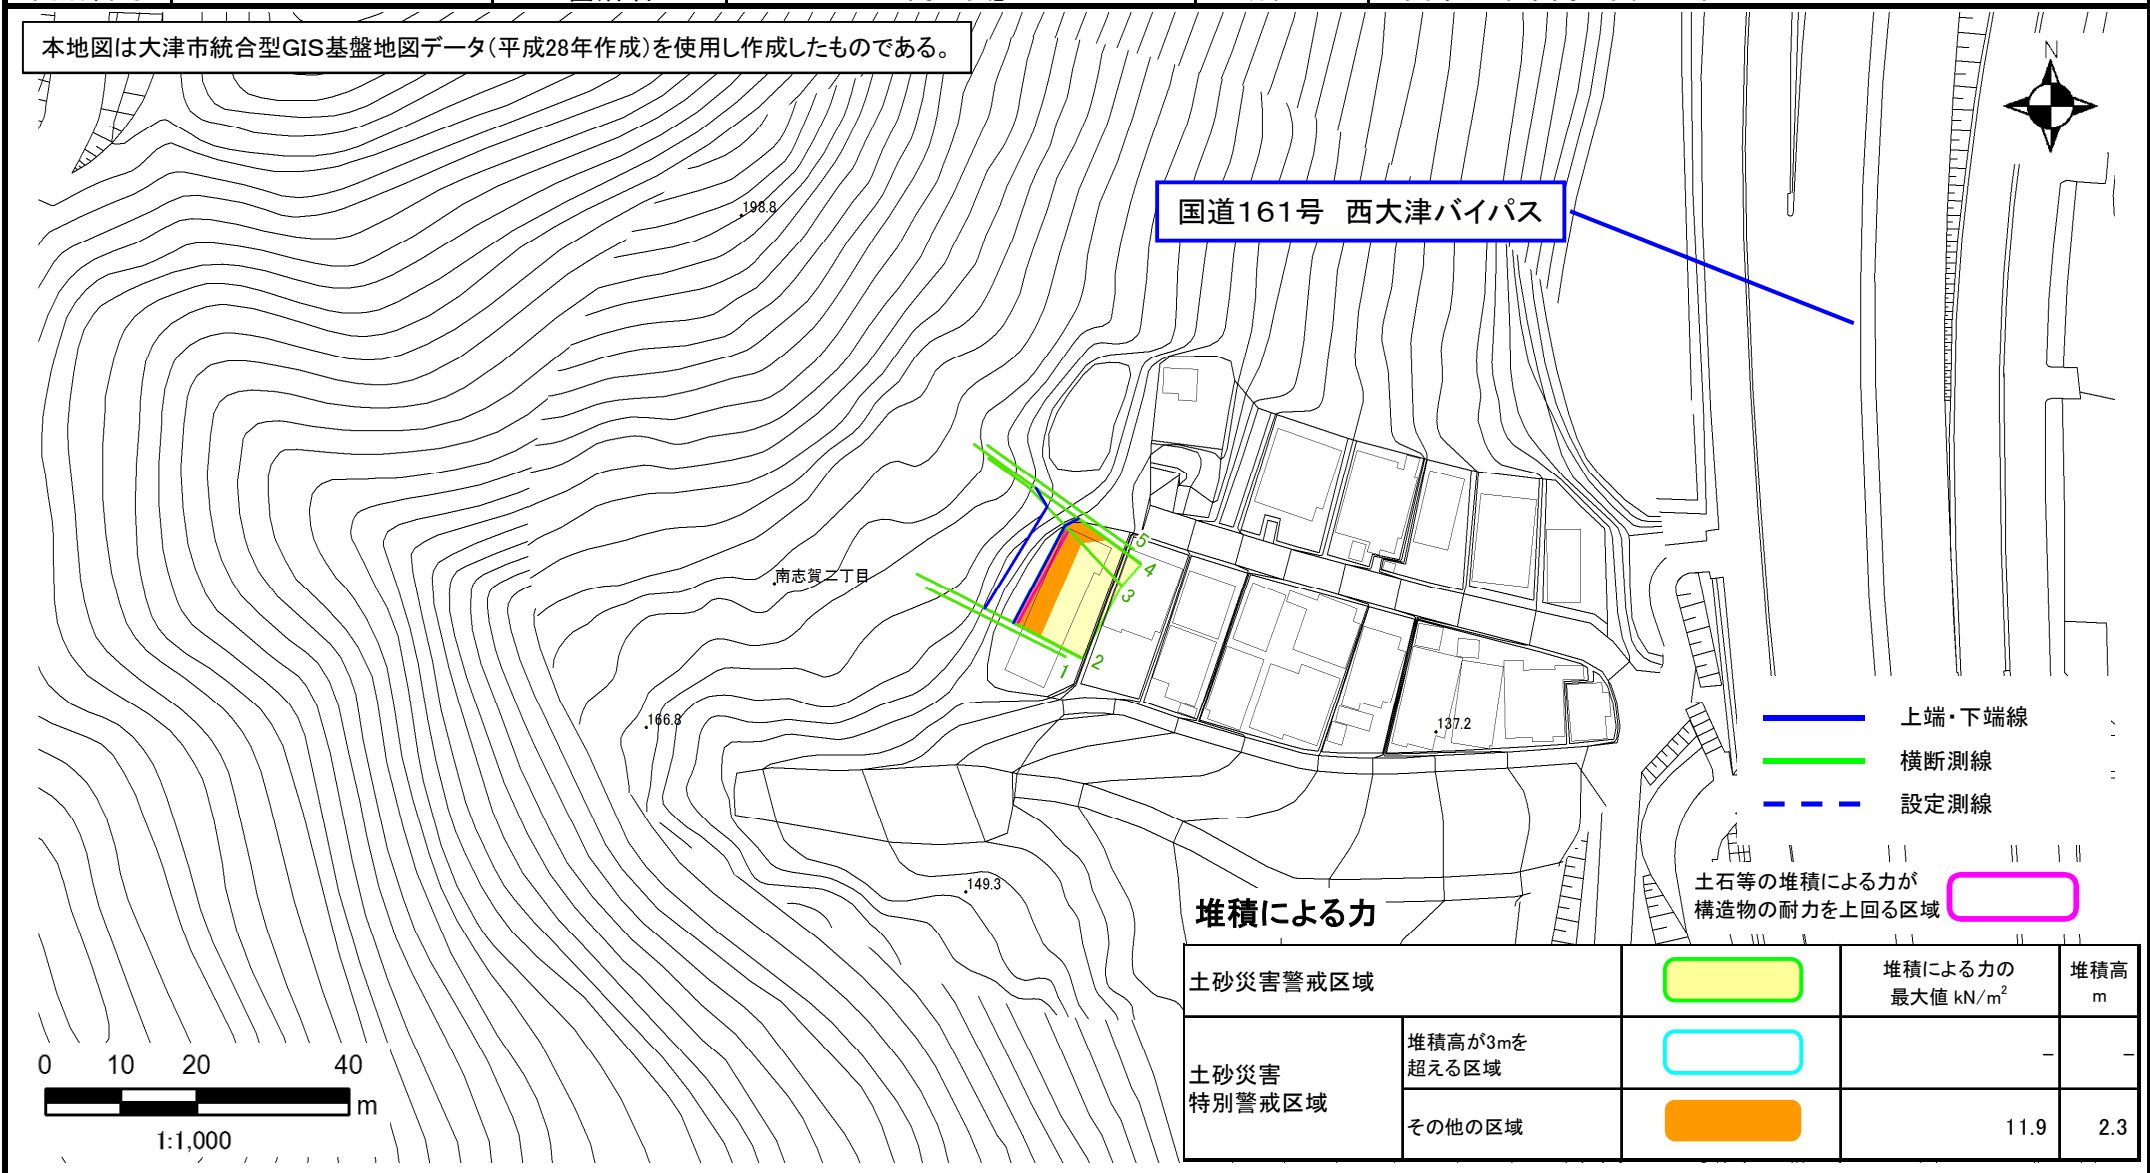 本地図は大津市統合型GIS基盤地図データ（平成28年作成）を使用し作成したものである。
N
国道161号　西大津バイパス
198.8
南志賀二丁目
5
4
3
2
1
166.8
137.2
149.3
上端・下端線
横断測線
設定測線
土石等の堆積による力が
構造物の耐力を上回る区域
堆積による力
土砂災害警戒区域
堆積による力の
最大値 kN/m²
堆積高
m
土砂災害
特別警戒区域
堆積高が3mを
超える区域
－ －
その他の区域
11.9 2.3
0 10 20 40
m
1:1,000